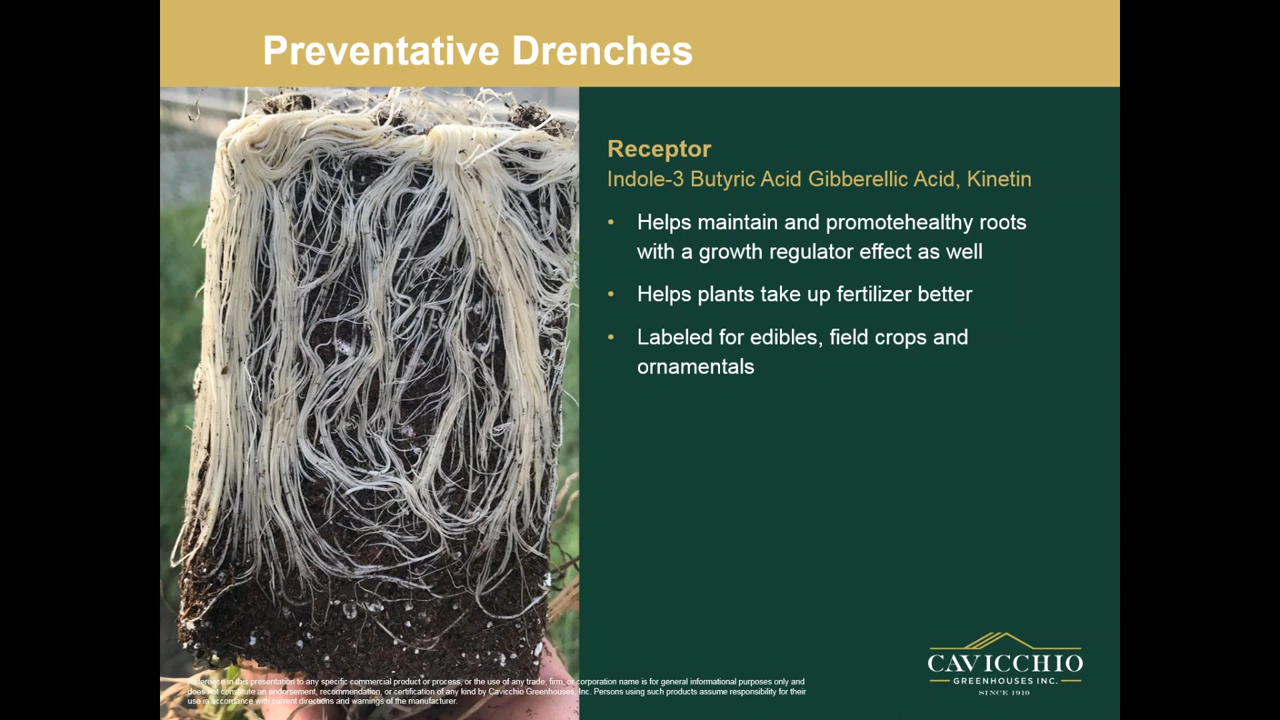 Preventative Drenches
Receptor
Indole-3 Butyric Acid Gibberellic Acid, Kinetin
• Helps maintain and promotehealthy roots
with a growth regulator effect as well
• Helps plants take up fertilizer better
• Labeled for edibles, field crops and
ornamentals
CAVICCHIO
GREENHOUSES INC.
SINCE 1910
Reference in this presentation to any specific commercial product or process, or the use of any trade, firm, or corporation name is for general informational purposes only and
does not constitute an endorsement, recommendation, or certification of any kind by Cavicchio Greenhouses, Inc. Persons using such products assume responsibility for their
use in accordance with current directions and warnings of the manufacturer.